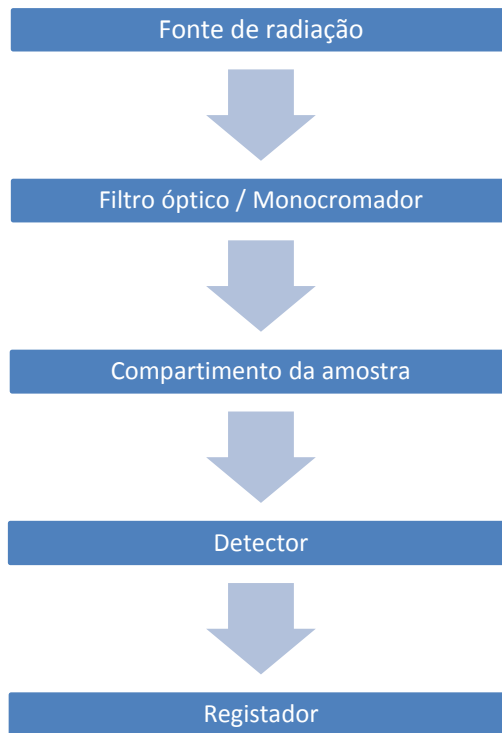 Fonte de radiação
Filtro óptico / Monocromador
Compartimento da amostra
Detector
Registador